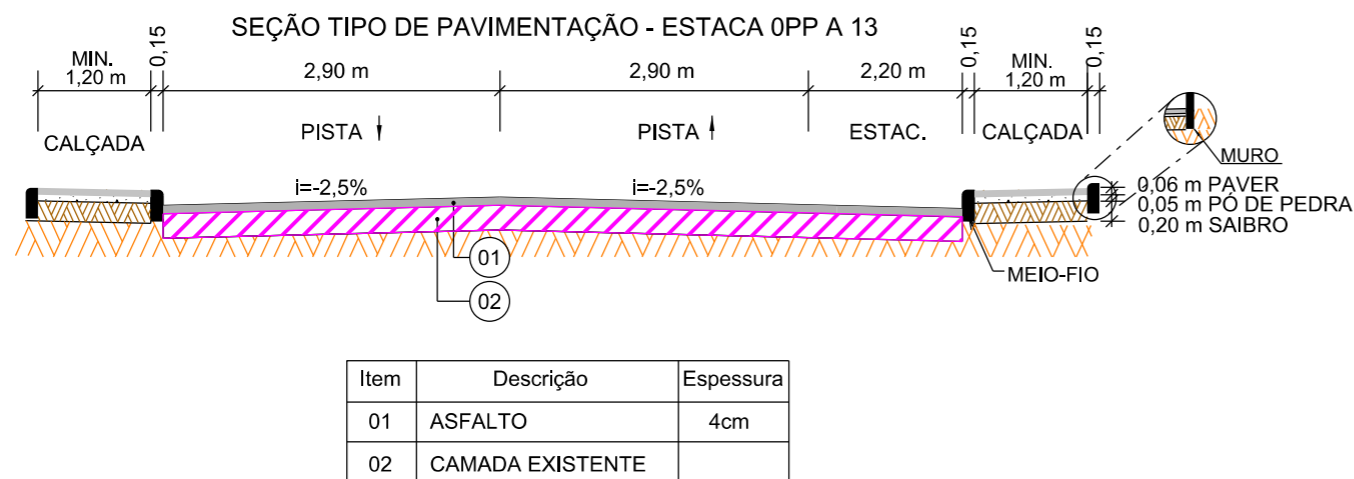 SEÇÃO TIPO DE PAVIMENTAÇÃO - ESTACA 0PP A 13
MIN.
1,20 m
0,15
2,90 m
2,90 m
2,20 m
0,15
MIN.
1,20 m
0,15
CALÇADA
PISTA
PISTA
ESTAC.
CALÇADA
MURO
i=-2,5%
i=-2,5%
0,06 m PAVER
0,05 m PÓ DE PEDRA
0,20 m SAIBRO
01
MEIO-FIO
02
Item Descrição Espessura
01 ASFALTO 4cm
02 CAMADA EXISTENTE